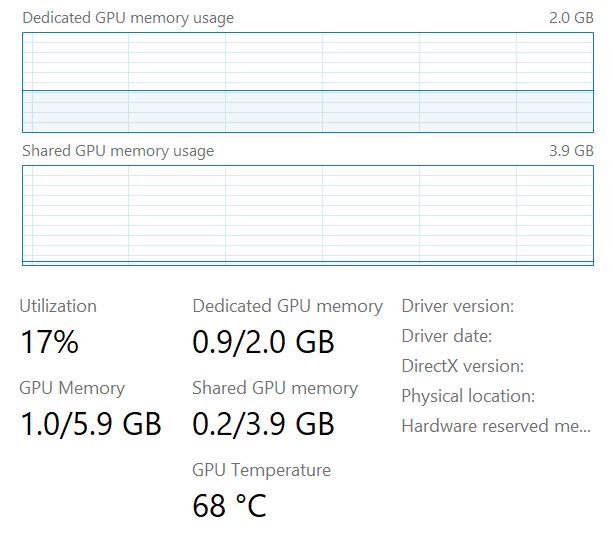 Dedicated GPU memory usage 2.0 GB
Shared GPU memory usage 3.9 GB
Utilization
17%
GPU Memory
1.0/5.9 GB
Dedicated GPU memory
0.9/2.0 GB
Shared GPU memory
0.2/3.9 GB
GPU Temperature
68 °C
Driver version:
Driver date:
DirectX version:
Physical location:
Hardware reserved me...